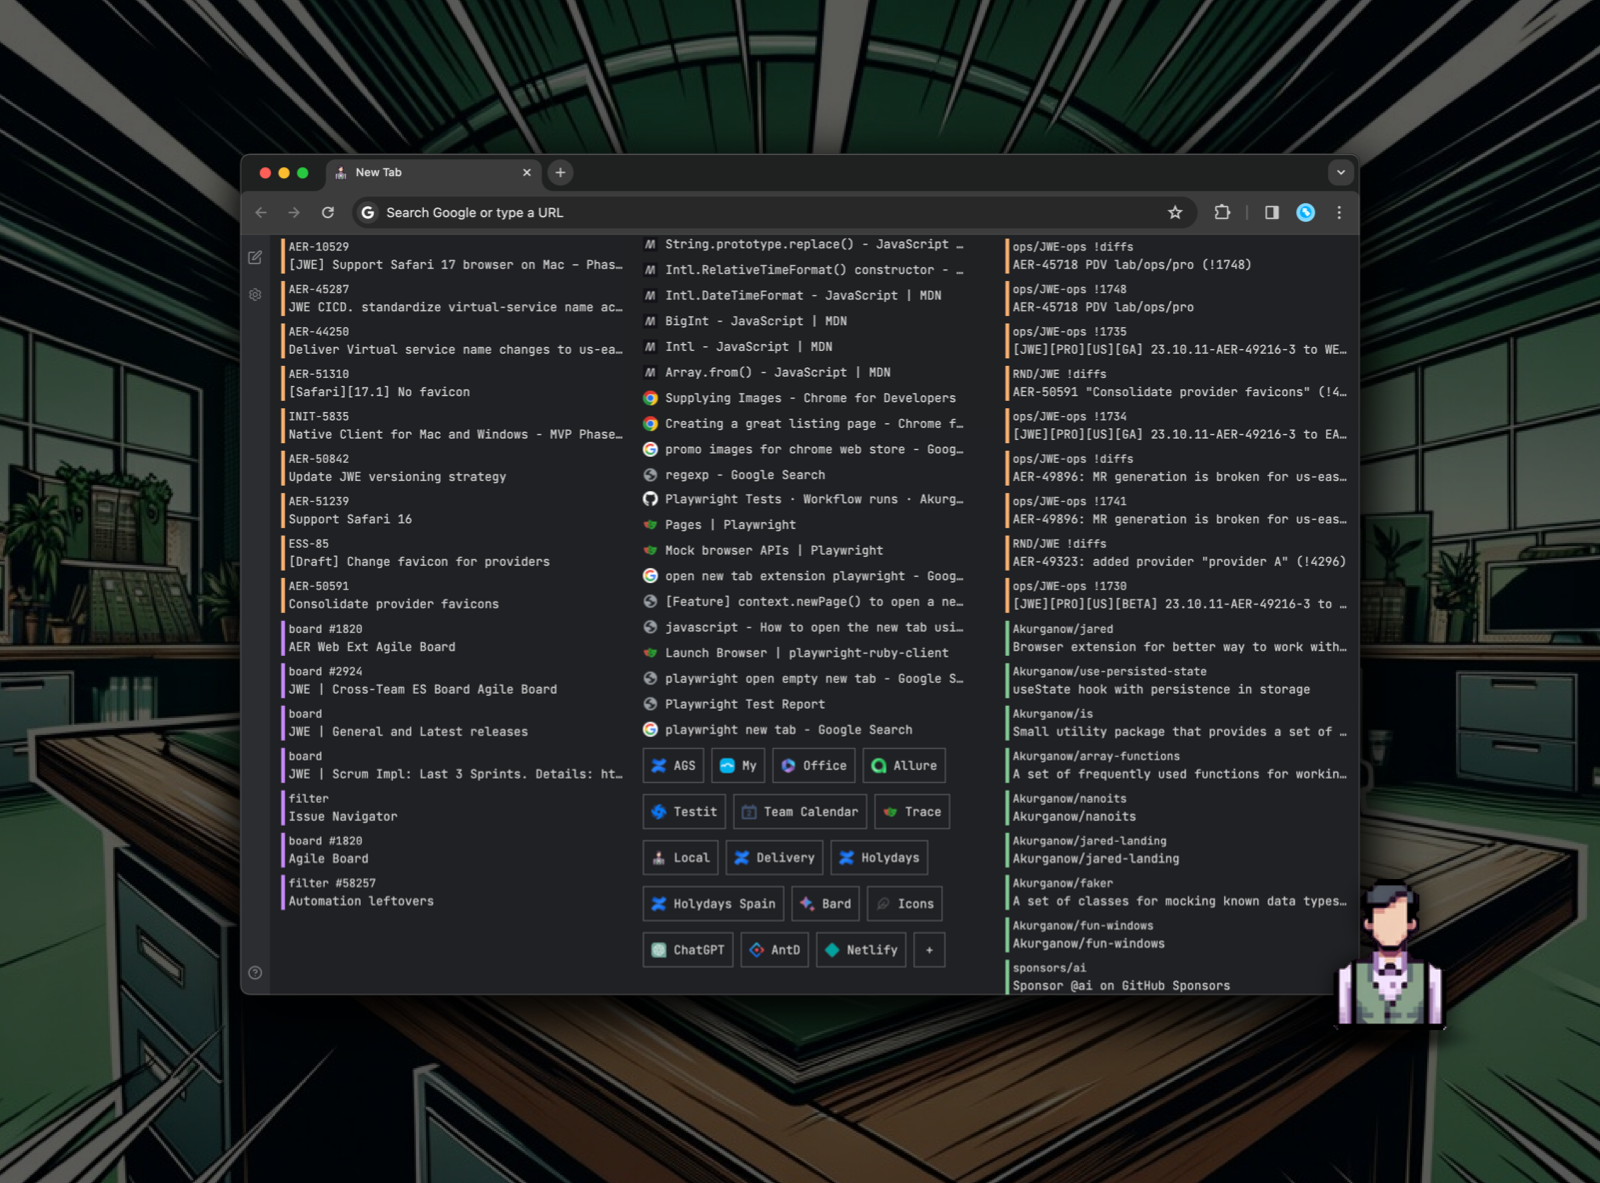 New Tab
Search Google or type a URL
AER-10529
[JWE] Support Safari 17 browser on Mac – Phas…
AER-45287
JWE CICD. standardize virtual-service name ac…
AER-44250
Deliver Virtual service name changes to us-ea…
AER-51310
[Safari][17.1] No favicon
INIT-5835
Native Client for Mac and Windows - MVP Phase…
AER-50842
Update JWE versioning strategy
AER-51239
Support Safari 16
ESS-85
[Draft] Change favicon for providers
AER-50591
Consolidate provider favicons
board #1820
AER Web Ext Agile Board
board #2924
JWE | Cross-Team ES Board Agile Board
board
JWE | General and Latest releases
board
JWE | Scrum Impl: Last 3 Sprints. Details: ht…
filter
Issue Navigator
board #1820
Agile Board
filter #58257
Automation leftovers
String.prototype.replace() - JavaScript …
Intl.RelativeTimeFormat() constructor - …
Intl.DateTimeFormat - JavaScript | MDN
BigInt - JavaScript | MDN
Intl - JavaScript | MDN
Array.from() - JavaScript | MDN
Supplying Images - Chrome for Developers
Creating a great listing page - Chrome f…
promo images for chrome web store - Goog…
regexp - Google Search
Playwright Tests · Workflow runs · Akurg…
Pages | Playwright
Mock browser APIs | Playwright
open new tab extension playwright - Goog…
[Feature] context.newPage() to open a ne…
javascript - How to open the new tab usi…
Launch Browser | playwright-ruby-client
playwright open empty new tab - Google S…
Playwright Test Report
playwright new tab - Google Search
AGS My Office Allure
Testit Team Calendar Trace
Local Delivery Holydays
Holydays Spain Bard Icons
ChatGPT AntD Netlify +
ops/JWE-ops !diffs
AER-45718 PDV lab/ops/pro (!1748)
ops/JWE-ops !1748
AER-45718 PDV lab/ops/pro
ops/JWE-ops !1735
[JWE][PRO][US][GA] 23.10.11-AER-49216-3 to WE…
RND/JWE !diffs
AER-50591 "Consolidate provider favicons" (!4…
ops/JWE-ops !1734
[JWE][PRO][US][GA] 23.10.11-AER-49216-3 to EA…
ops/JWE-ops !diffs
AER-49896: MR generation is broken for us-eas…
ops/JWE-ops !1741
AER-49896: MR generation is broken for us-eas…
RND/JWE !diffs
AER-49323: added provider "provider A" (!4296)
ops/JWE-ops !1730
[JWE][PRO][US][BETA] 23.10.11-AER-49216-3 to …
Akurganow/jared
Browser extension for better way to work with…
Akurganow/use-persisted-state
useState hook with persistence in storage
Akurganow/is
Small utility package that provides a set of …
Akurganow/array-functions
A set of frequently used functions for workin…
Akurganow/nanoits
Akurganow/nanoits
Akurganow/jared-landing
Akurganow/jared-landing
Akurganow/faker
A set of classes for mocking known data types…
Akurganow/fun-windows
Akurganow/fun-windows
sponsors/ai
Sponsor @ai on GitHub Sponsors